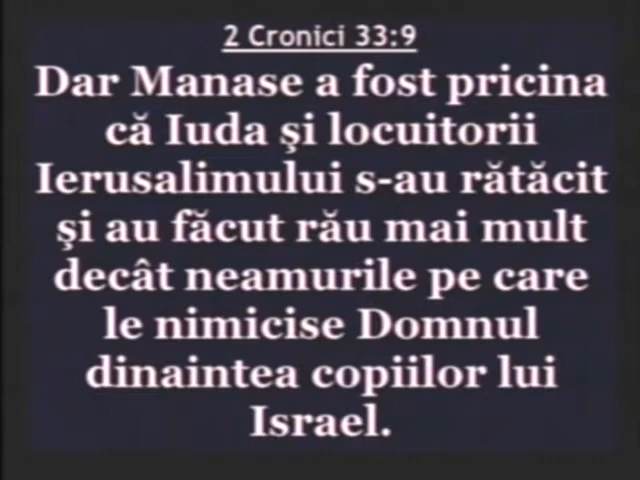 2 Cronici 33:9
Dar Manase a fost pricina
că Iuda şi locuitorii
Ierusalimului s-au rătăcit
şi au făcut rău mai mult
decât neamurile pe care
le nimicise Domnul
dinaintea copiilor lui
Israel.